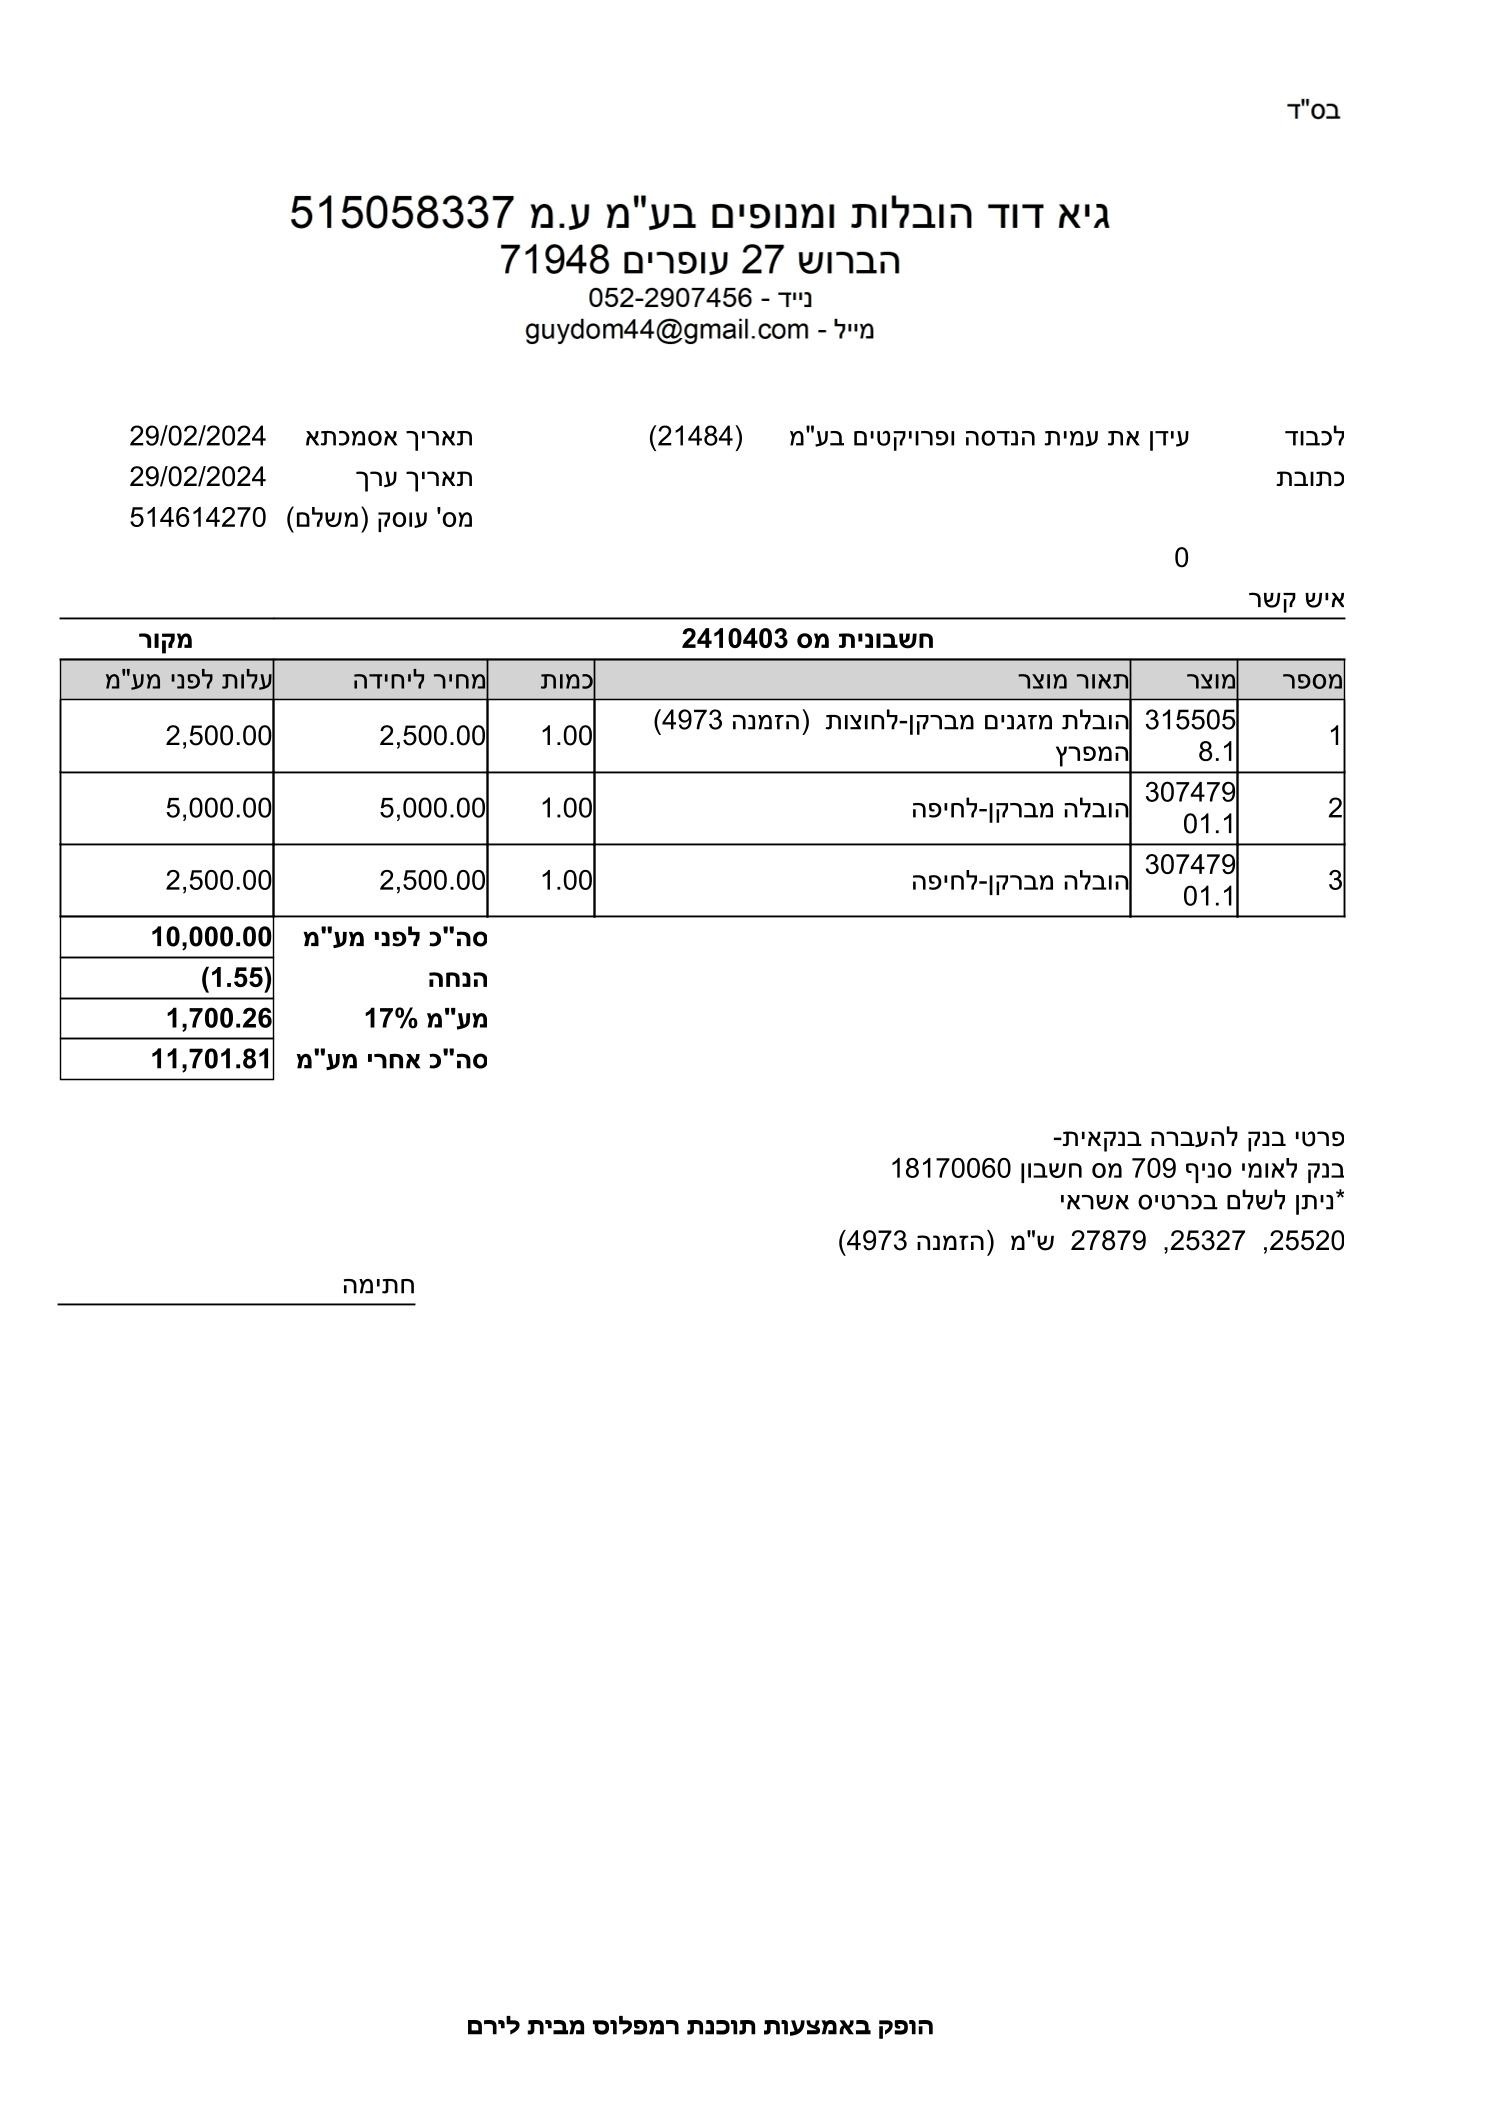 בס"ד
גיא דוד הובלות ומנופים בע"מ ע.מ 515058337
הברוש 27 עופרים 71948
נייד - 052-2907456
מייל - guydom44@gmail.com
לכבוד עידן את עמית הנדסה ופרויקטים בע"מ (21484) תאריך אסמכתא 29/02/2024
כתובת תאריך ערך 29/02/2024
מס' עוסק (משלם) 514614270
0
איש קשר
חשבונית מס 2410403 מקור
מספר מוצר תאור מוצר כמות מחיר ליחידה עלות לפני מע"מ
1 315505 הובלת מזגנים מברקן-לחוצות (הזמנה 4973) 1.00 2,500.00 2,500.00
8.1 המפרץ
2 307479 הובלה מברקן-לחיפה 1.00 5,000.00 5,000.00
01.1
3 307479 הובלה מברקן-לחיפה 1.00 2,500.00 2,500.00
01.1
סה"כ לפני מע"מ 10,000.00
הנחה (1.55)
מע"מ 17% 1,700.26
סה"כ אחרי מע"מ 11,701.81
פרטי בנק להעברה בנקאית-
בנק לאומי סניף 709 מס חשבון 18170060
*ניתן לשלם בכרטיס אשראי
25520, 25327, 27879 ש"מ (הזמנה 4973)
חתימה
הופק באמצעות תוכנת רמפלוס מבית לירם